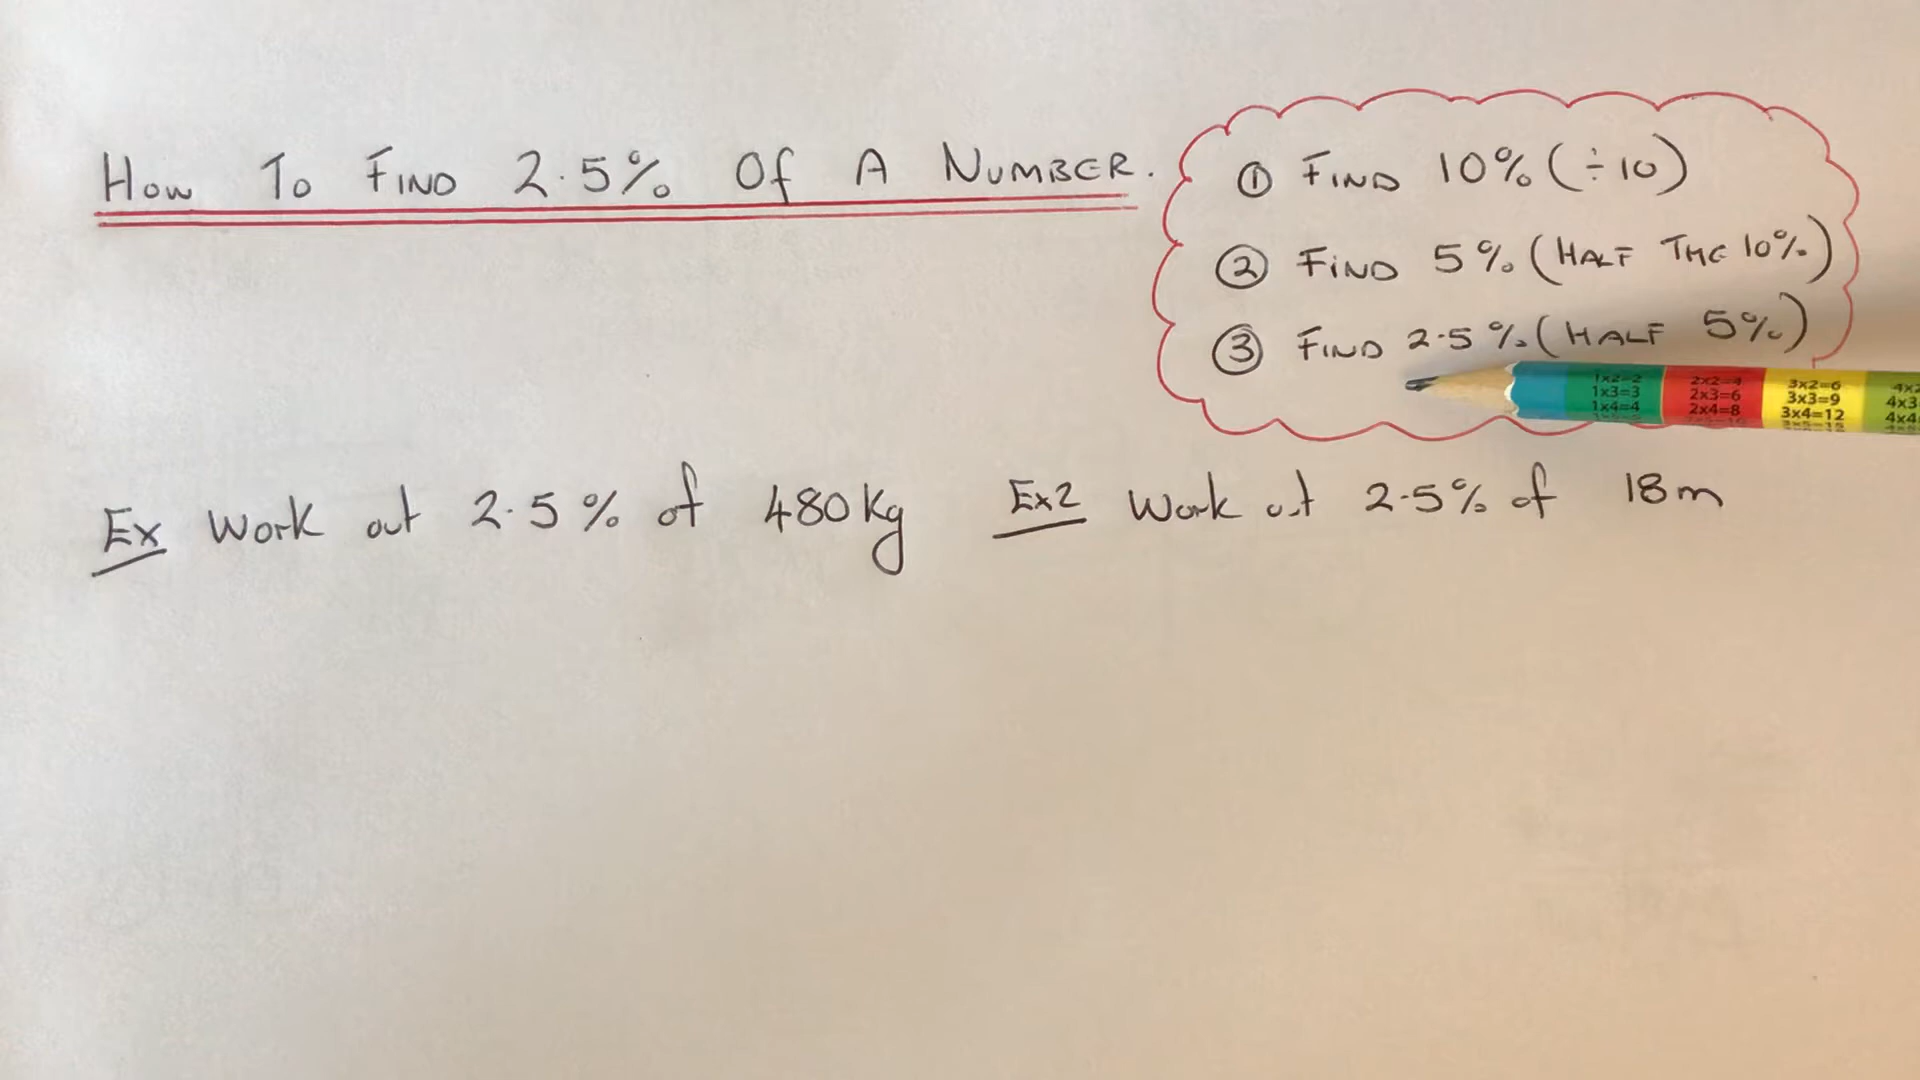 How To Find 2.5% Of A Number.
① Find 10% (÷10)
② Find 5% (Half The 10%)
③ Find 2.5% (Half 5%)
1x2=2 2x2=4 3x2=6
1x3=3 2x3=6 3x3=9 4x3
1x4=4 2x4=8 3x4=12 4x4
Ex Work out 2.5% of 480kg
Ex2 Work out 2.5% of 18m